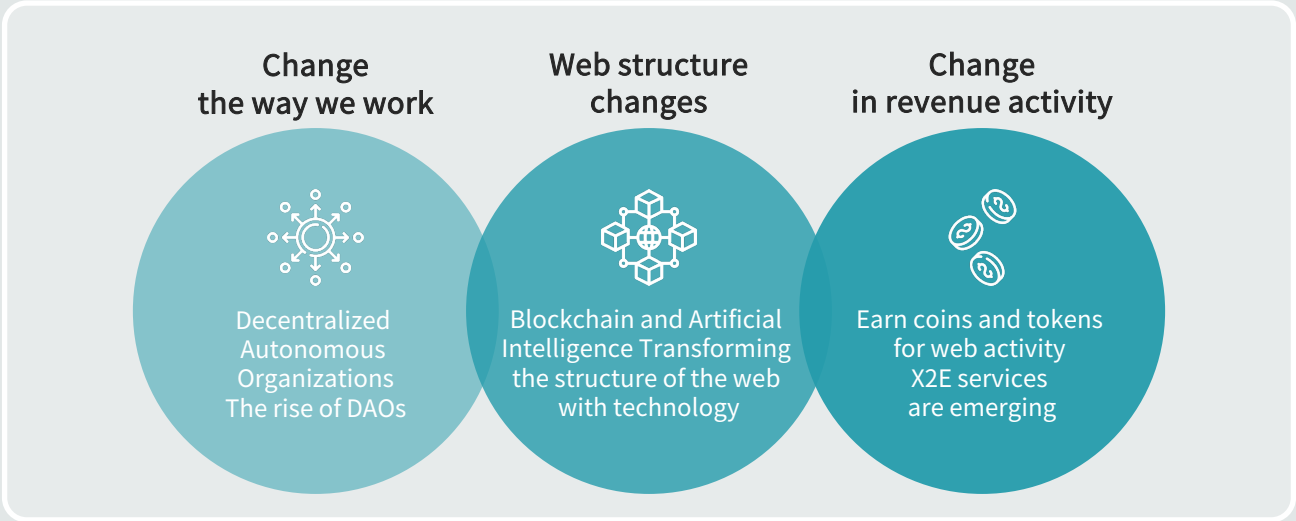 Change
the way we work
Decentralized
Autonomous
Organizations
The rise of DAOs
Web structure
changes
Blockchain and Artificial
Intelligence Transforming
the structure of the web
with technology
Change
in revenue activity
Earn coins and tokens
for web activity
X2E services
are emerging